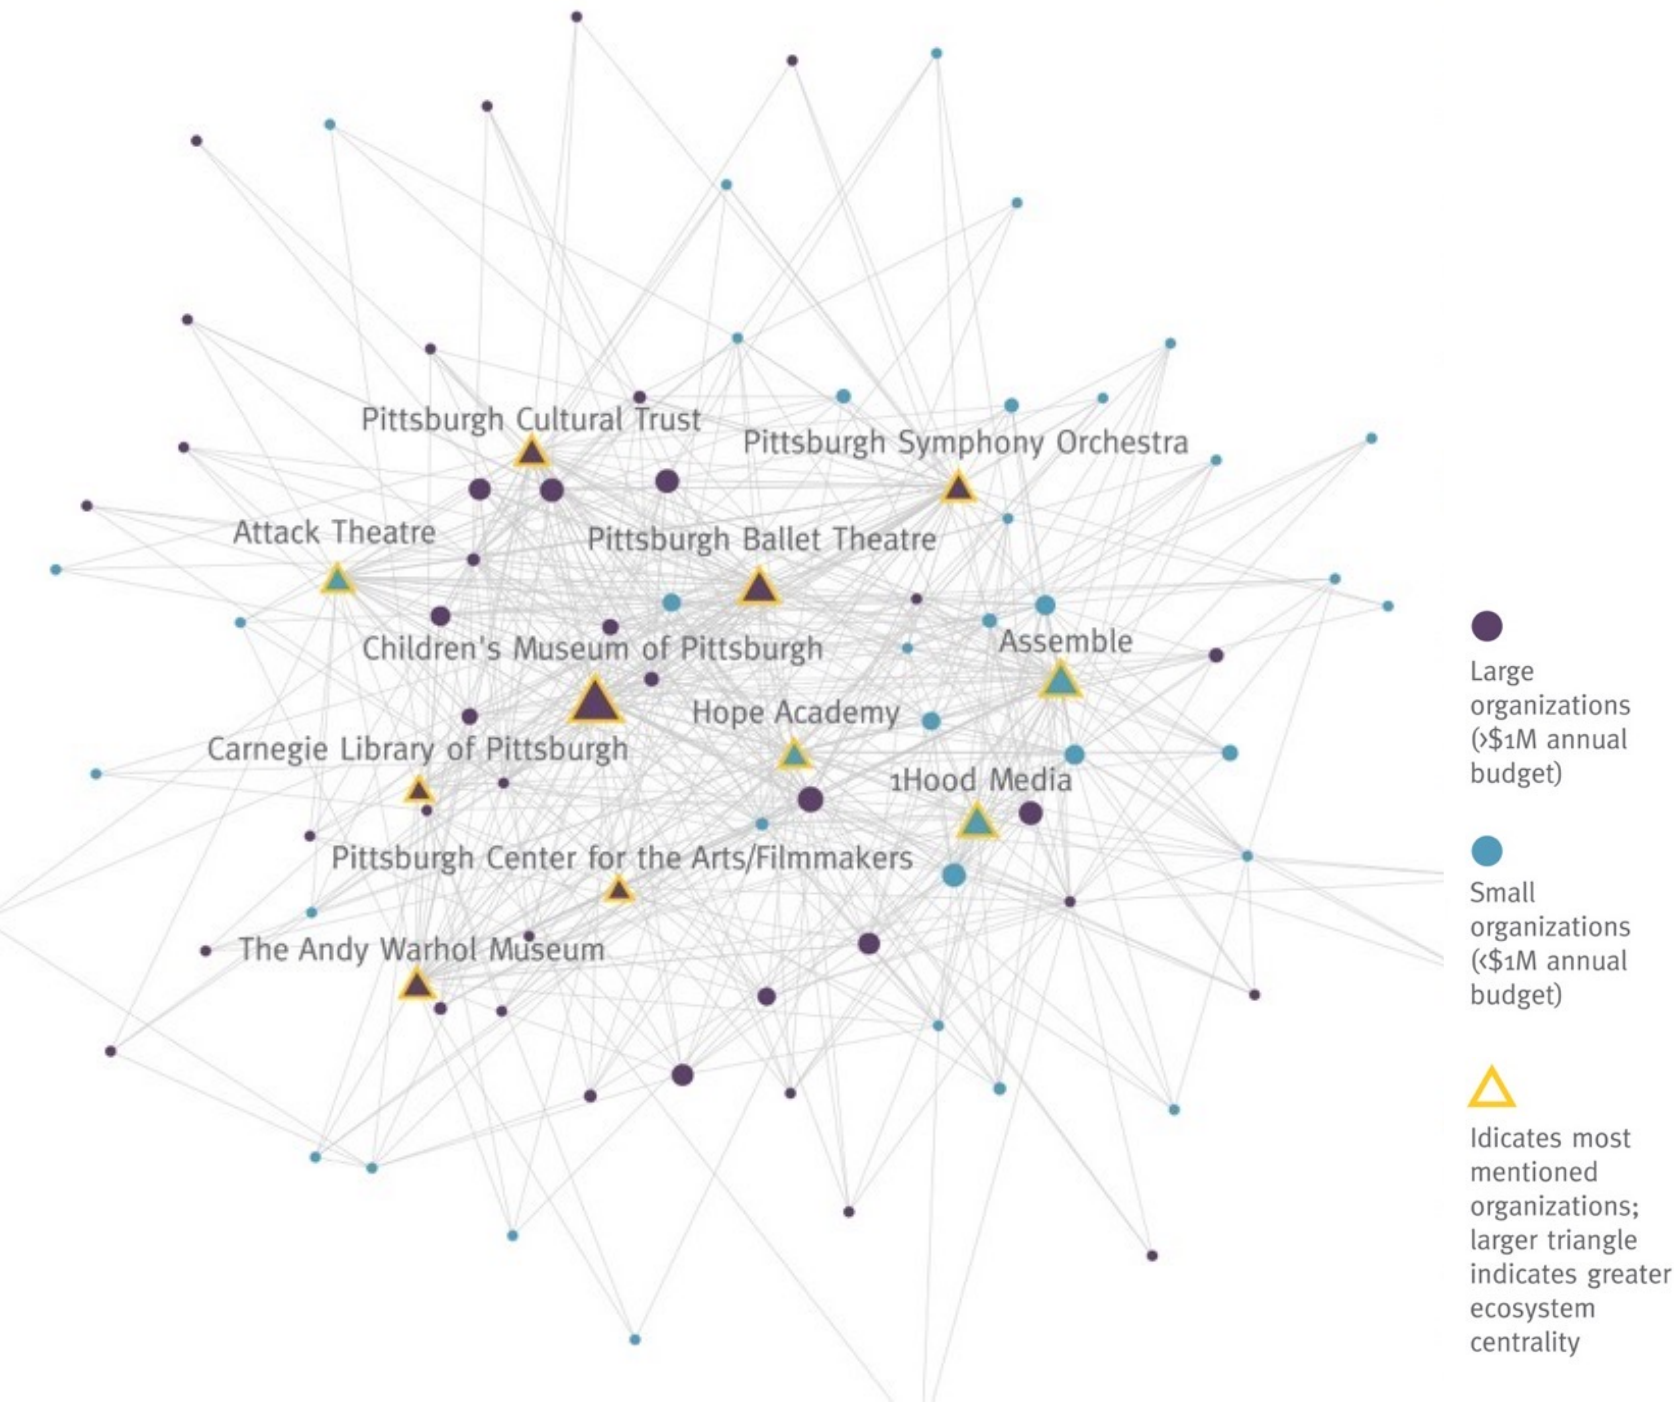 Pittsburgh Cultural Trust
Pittsburgh Symphony Orchestra
Attack Theatre
Pittsburgh Ballet Theatre
Children's Museum of Pittsburgh
Assemble
Hope Academy
Carnegie Library of Pittsburgh
1Hood Media
Pittsburgh Center for the Arts/Filmmakers
The Andy Warhol Museum
Large
organizations
(>$1M annual
budget)
Small
organizations
(<$1M annual
budget)
Idicates most
mentioned
organizations;
larger triangle
indicates greater
ecosystem
centrality